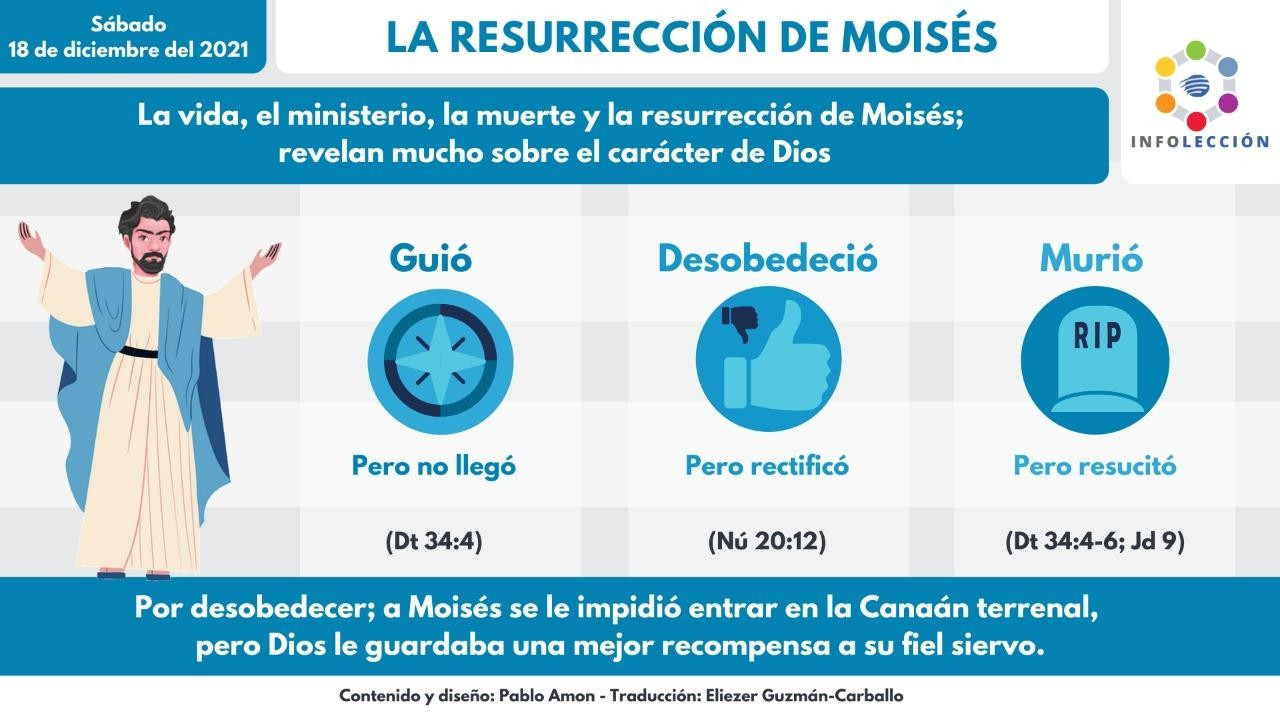 Sábado
18 de diciembre del 2021
LA RESURRECCIÓN DE MOISÉS
INFOLECCIÓN
La vida, el ministerio, la muerte y la resurrección de Moisés;
revelan mucho sobre el carácter de Dios
Guió
Pero no llegó
(Dt 34:4)
Desobedeció
Pero rectificó
(Nú 20:12)
Murió
RIP
Pero resucitó
(Dt 34:4-6; Jd 9)
Por desobedecer; a Moisés se le impidió entrar en la Canaán terrenal,
pero Dios le guardaba una mejor recompensa a su fiel siervo.
Contenido y diseño: Pablo Amon - Traducción: Eliezer Guzmán-Carballo